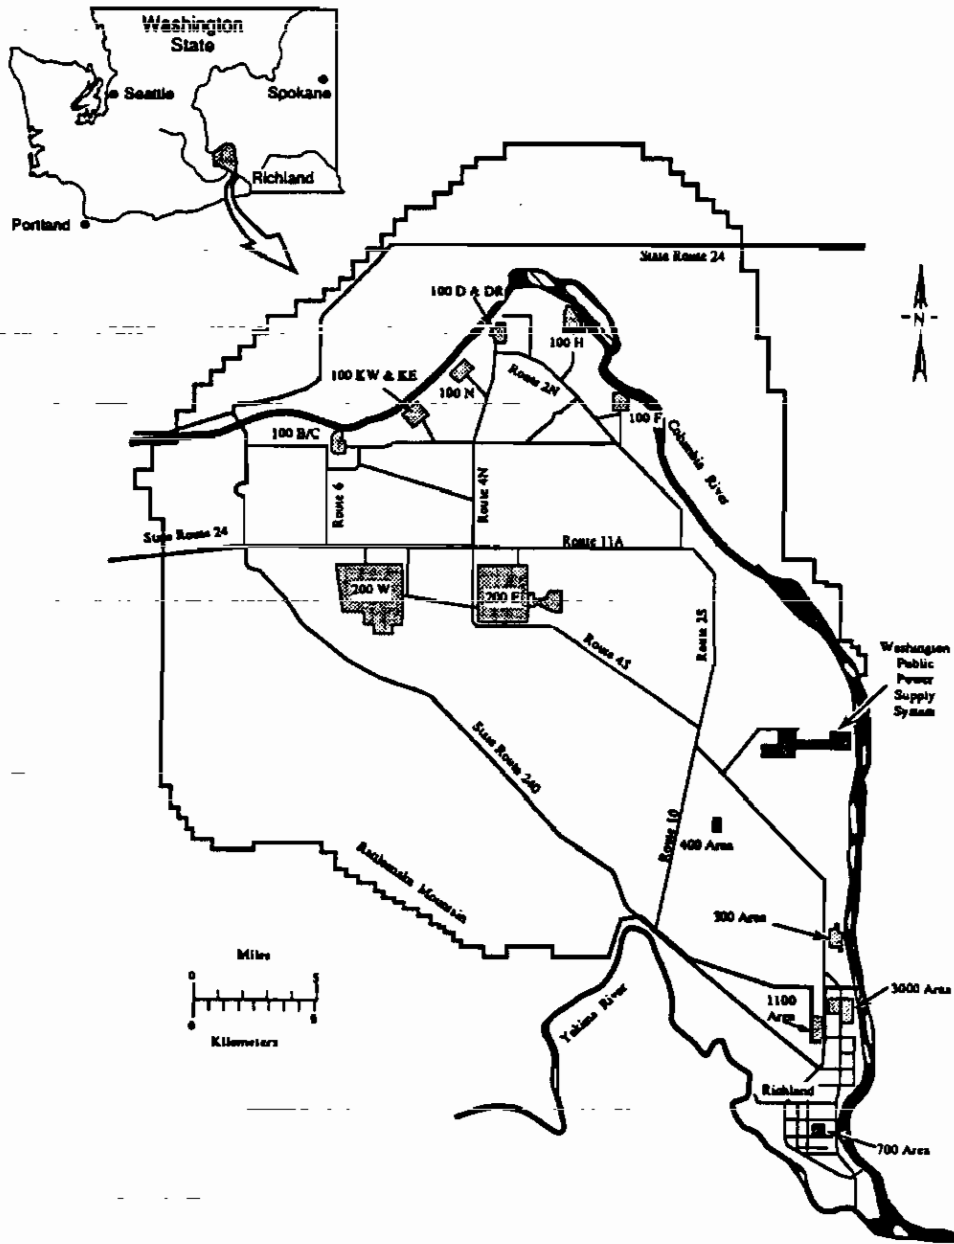 Washington
State
Seattle
Spokane
Richland
Portland
State Route 24
N
100 D & DR
100 H
100 KW & KE
100 N
Route 2N
100 F
100 B/C
Columbia River
Route 6
Route 4N
State Route 24
Route 11A
200 W
200 E
Route 2S
Route 4S
Washington
Public
Power
Supply
System
State Route 240
Route 10
400 Area
Rattlesnake Mountain
300 Area
Miles
0 5
0 8
Kilometers
Yakima River
1100
Area
3000 Area
Richland
700 Area